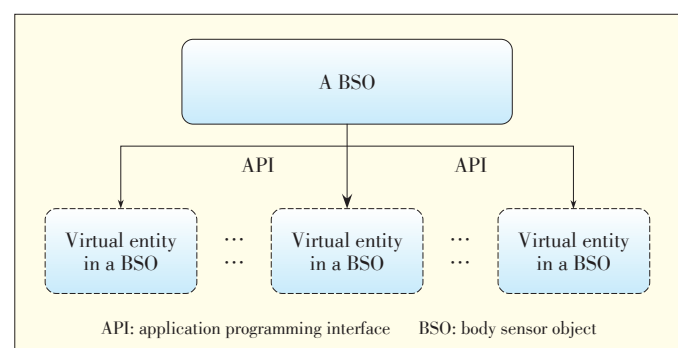 A BSO
API API
Virtual entity
in a BSO
...
...
Virtual entity
in a BSO
...
...
Virtual entity
in a BSO
API: application programming interface BSO: body sensor object